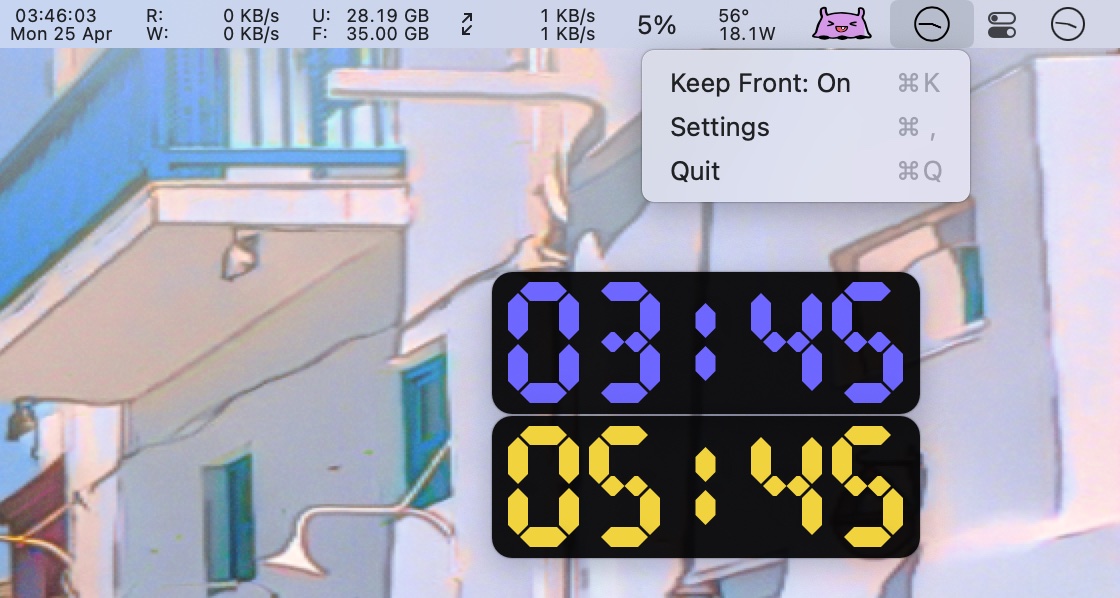 03:46:03 R: 0 KB/s U: 28.19 GB 1 KB/s 5% 56°
Mon 25 Apr W: 0 KB/s F: 35.00 GB 1 KB/s 18.1W
Keep Front: On ⌘K
Settings ⌘ ,
Quit ⌘Q
03:45
05:45